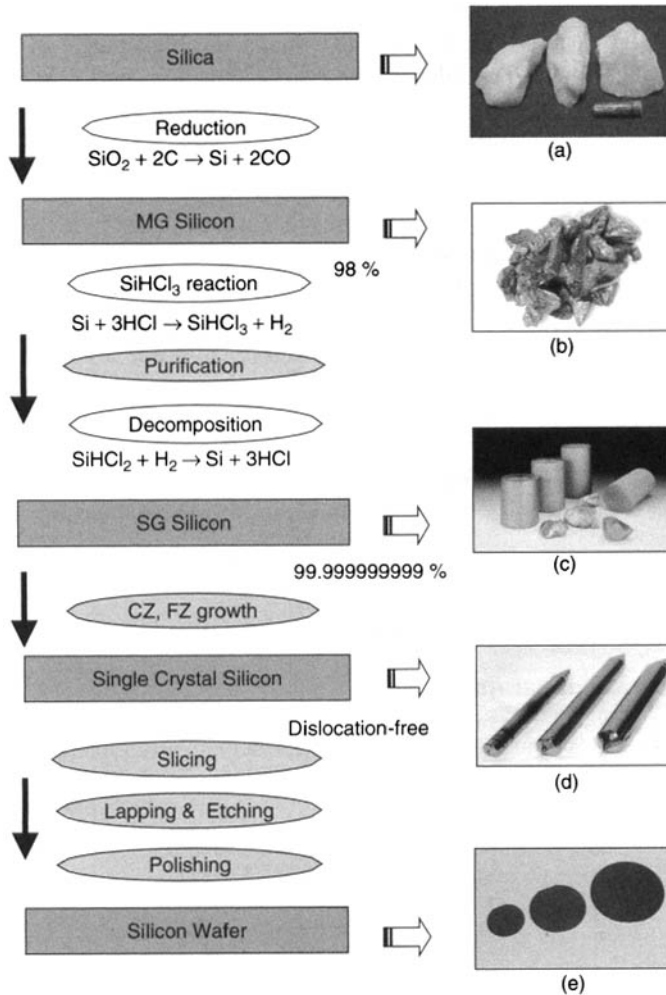 Silica
(a)
Reduction
SiO₂ + 2C → Si + 2CO
MG Silicon
98 %
(b)
SiHCl₃ reaction
Si + 3HCl → SiHCl₃ + H₂
Purification
Decomposition
SiHCl₂ + H₂ → Si + 3HCl
SG Silicon
(c)
99.999999999 %
CZ, FZ growth
Single Crystal Silicon
(d)
Dislocation-free
Slicing
Lapping & Etching
Polishing
Silicon Wafer
(e)